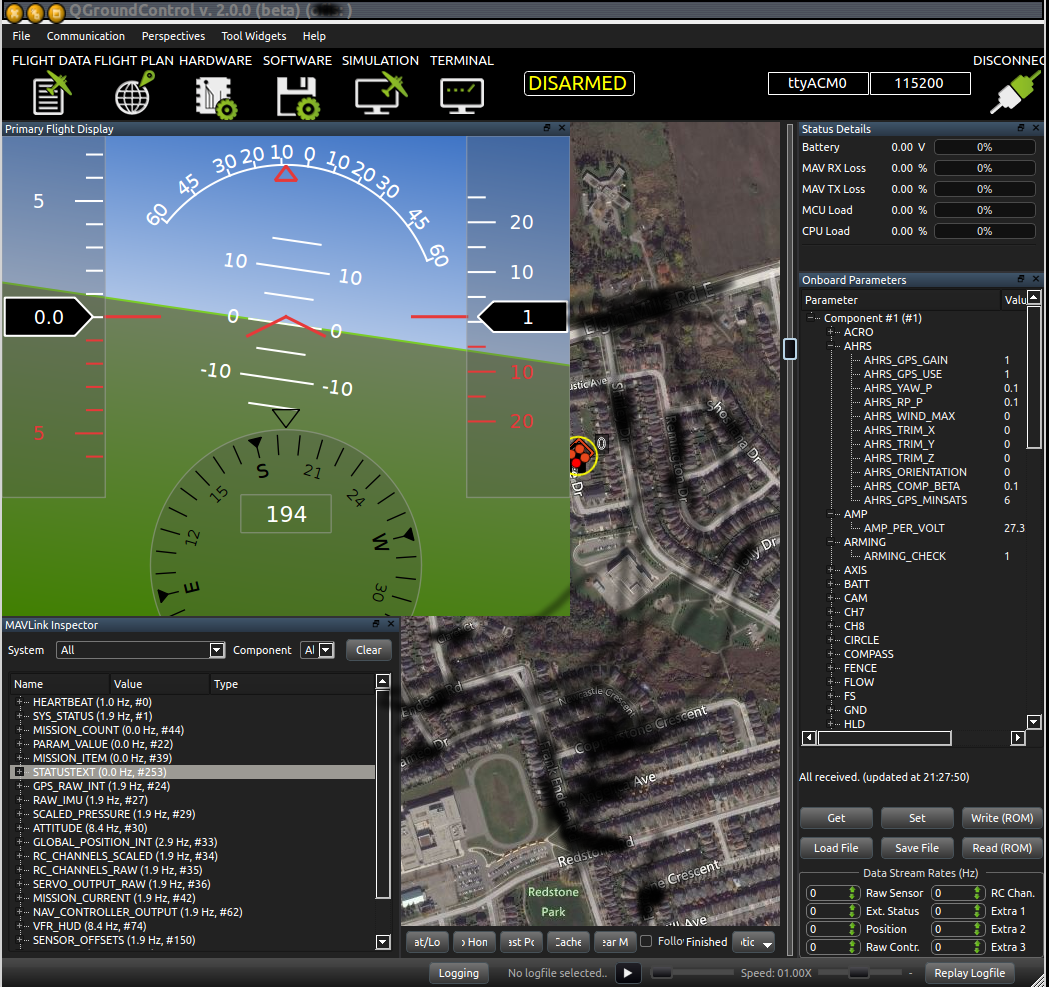 QGroundControl v. 2.0.0 (beta)
File Communication Perspectives Tool Widgets Help
FLIGHT DATA FLIGHT PLAN HARDWARE SOFTWARE SIMULATION TERMINAL
DISARMED
ttyACM0 115200
DISCONNEC
Primary Flight Display
60 45 30 20 10 0 10 20 30 45 60
5
20
10 10
10
0.0
0 0
1
-10 -10
10
5
20
S 21
15 24
194
12 W
E 30
Rd E
Redstone
Park
Crescent
Ave
Status Details
Battery 0.00 V 0%
MAV RX Loss 0.00 % 0%
MAV TX Loss 0.00 % 0%
MCU Load 0.00 % 0%
CPU Load 0.00 % 0%
Onboard Parameters
Parameter Valu
Component #1 (#1)
ACRO
AHRS
AHRS_GPS_GAIN 1
AHRS_GPS_USE 1
AHRS_YAW_P 0.1
AHRS_RP_P 0.1
AHRS_WIND_MAX 0
AHRS_TRIM_X 0
AHRS_TRIM_Y 0
AHRS_TRIM_Z 0
AHRS_ORIENTATION 0
AHRS_COMP_BETA 0.1
AHRS_GPS_MINSATS 6
AMP
AMP_PER_VOLT 27.3
ARMING
ARMING_CHECK 1
AXIS
BATT
CAM
CH7
CH8
CIRCLE
COMPASS
FENCE
FLOW
FS
GND
HLD
All received. (updated at 21:27:50)
Get Set Write (ROM)
Load File Save File Read (ROM)
Data Stream Rates (Hz)
0 Raw Sensor 0 RC Chan.
0 Ext. Status 0 Extra 1
0 Position 0 Extra 2
0 Raw Contr. 0 Extra 3
MAVLink Inspector
System All Component Al Clear
Name Value Type
HEARTBEAT (1.0 Hz, #0)
SYS_STATUS (1.9 Hz, #1)
MISSION_COUNT (0.0 Hz, #44)
PARAM_VALUE (0.0 Hz, #22)
MISSION_ITEM (0.0 Hz, #39)
STATUSTEXT (0.0 Hz, #253)
GPS_RAW_INT (1.9 Hz, #24)
RAW_IMU (1.9 Hz, #27)
SCALED_PRESSURE (1.9 Hz, #29)
ATTITUDE (8.4 Hz, #30)
GLOBAL_POSITION_INT (2.9 Hz, #33)
RC_CHANNELS_SCALED (1.9 Hz, #34)
RC_CHANNELS_RAW (1.9 Hz, #35)
SERVO_OUTPUT_RAW (1.9 Hz, #36)
MISSION_CURRENT (1.9 Hz, #42)
NAV_CONTROLLER_OUTPUT (1.9 Hz, #62)
VFR_HUD (8.4 Hz, #74)
SENSOR_OFFSETS (1.9 Hz, #150)
at/Lo Hon ast Po Cache ear M Follo Finished
Logging No logfile selected.. Speed: 01.00X - Replay Logfile